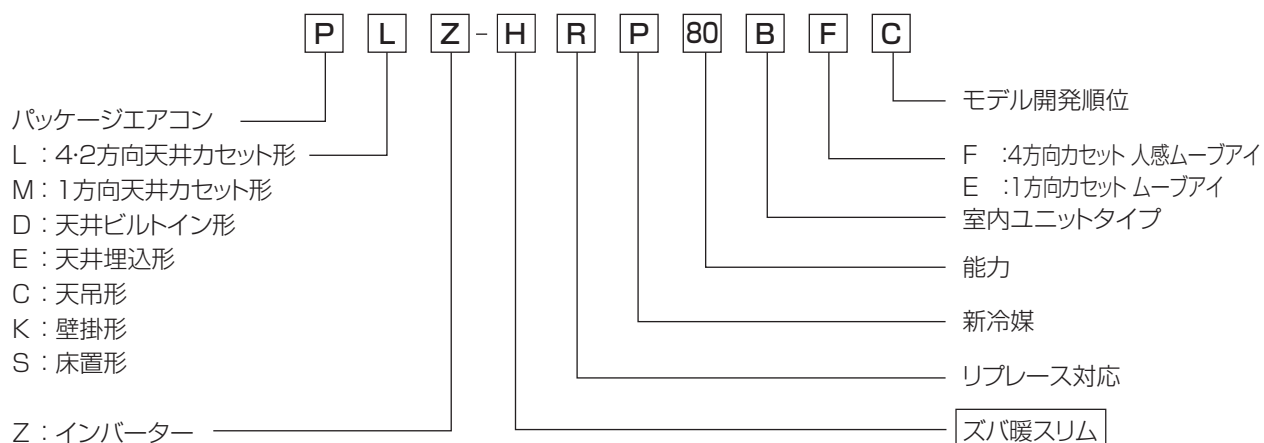 P L Z - H R P 80 B F C
パッケージエアコン
L：4･2方向天井カセット形
M：1方向天井カセット形
D：天井ビルトイン形
E：天井埋込形
C：天吊形
K：壁掛形
S：床置形
Z：インバーター
モデル開発順位
F ：4方向カセット 人感ムーブアイ
E ：1方向カセット ムーブアイ
室内ユニットタイプ
能力
新冷媒
リプレース対応
ズバ暖スリム